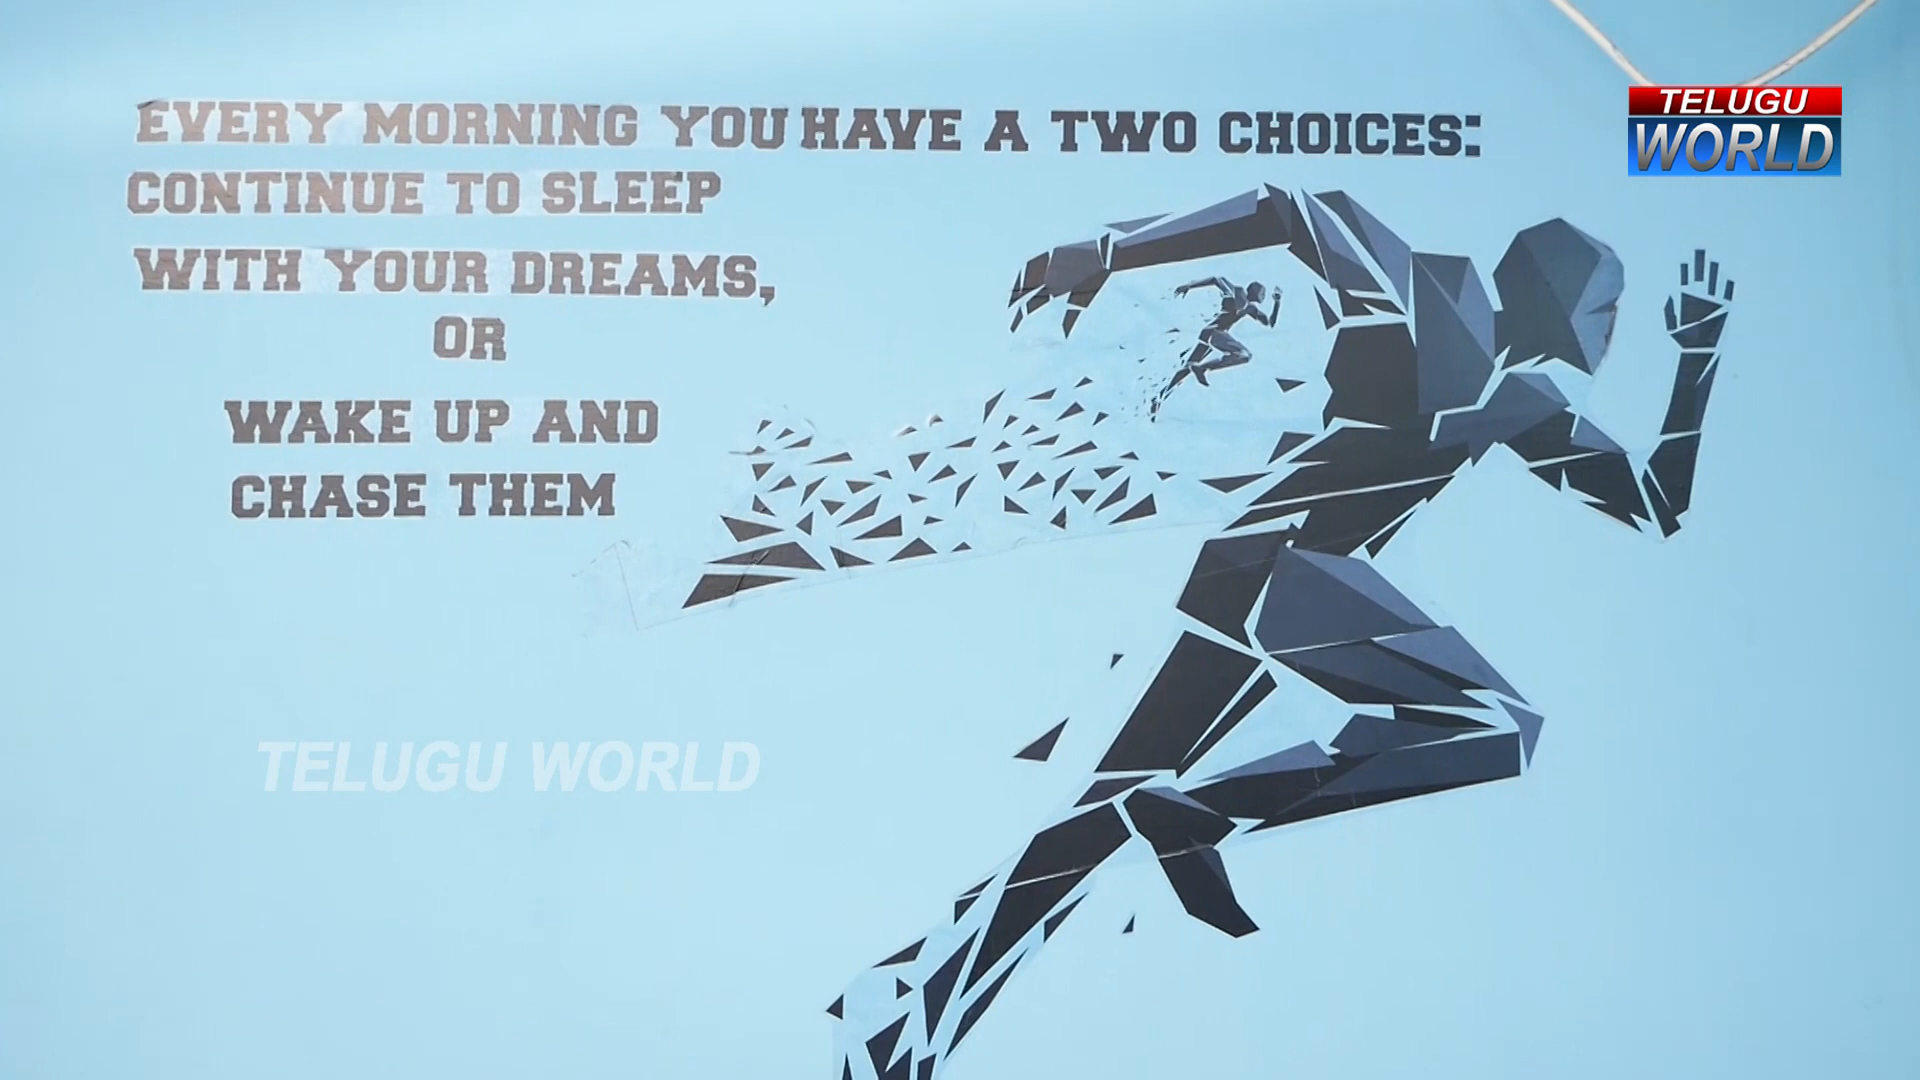 EVERY MORNING YOU HAVE A TWO CHOICES:
CONTINUE TO SLEEP
WITH YOUR DREAMS,
OR
WAKE UP AND
CHASE THEM
TELUGU
WORLD
TELUGU WORLD